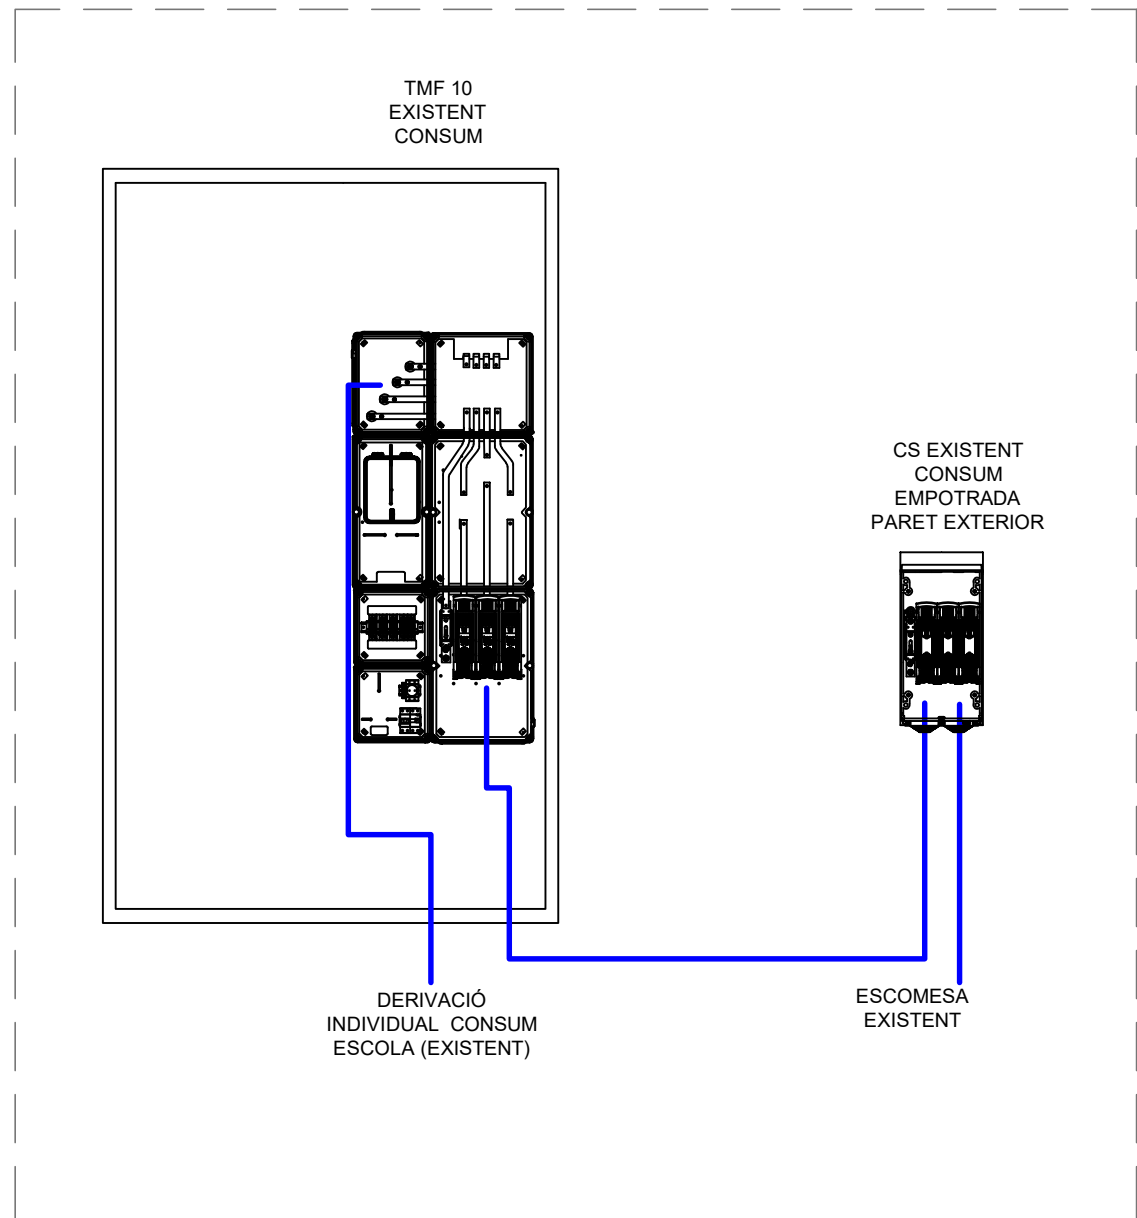 TMF 10
EXISTENT
CONSUM
CS EXISTENT
CONSUM
EMPOTRADA
PARET EXTERIOR
DERIVACIÓ
INDIVIDUAL CONSUM
ESCOLA (EXISTENT)
ESCOMESA
EXISTENT